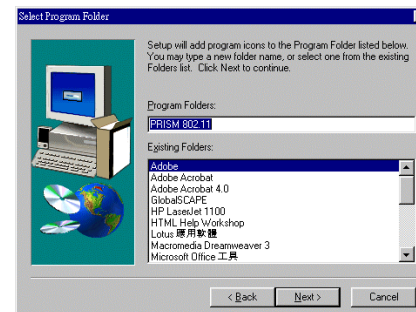 Select Program Folder
Setup will add program icons to the Program Folder listed below.
You may type a new folder name, or select one from the existing
Folders list. Click Next to continue.
Program Folders:
PRISM 802.11
Existing Folders:
Adobe
Adobe Acrobat
Adobe Acrobat 4.0
GlobalSCAPE
HP LaserJet 1100
HTML Help Workshop
Lotus 應用軟體
Macromedia Dreamweaver 3
Microsoft Office 工具
< Back
Next >
Cancel